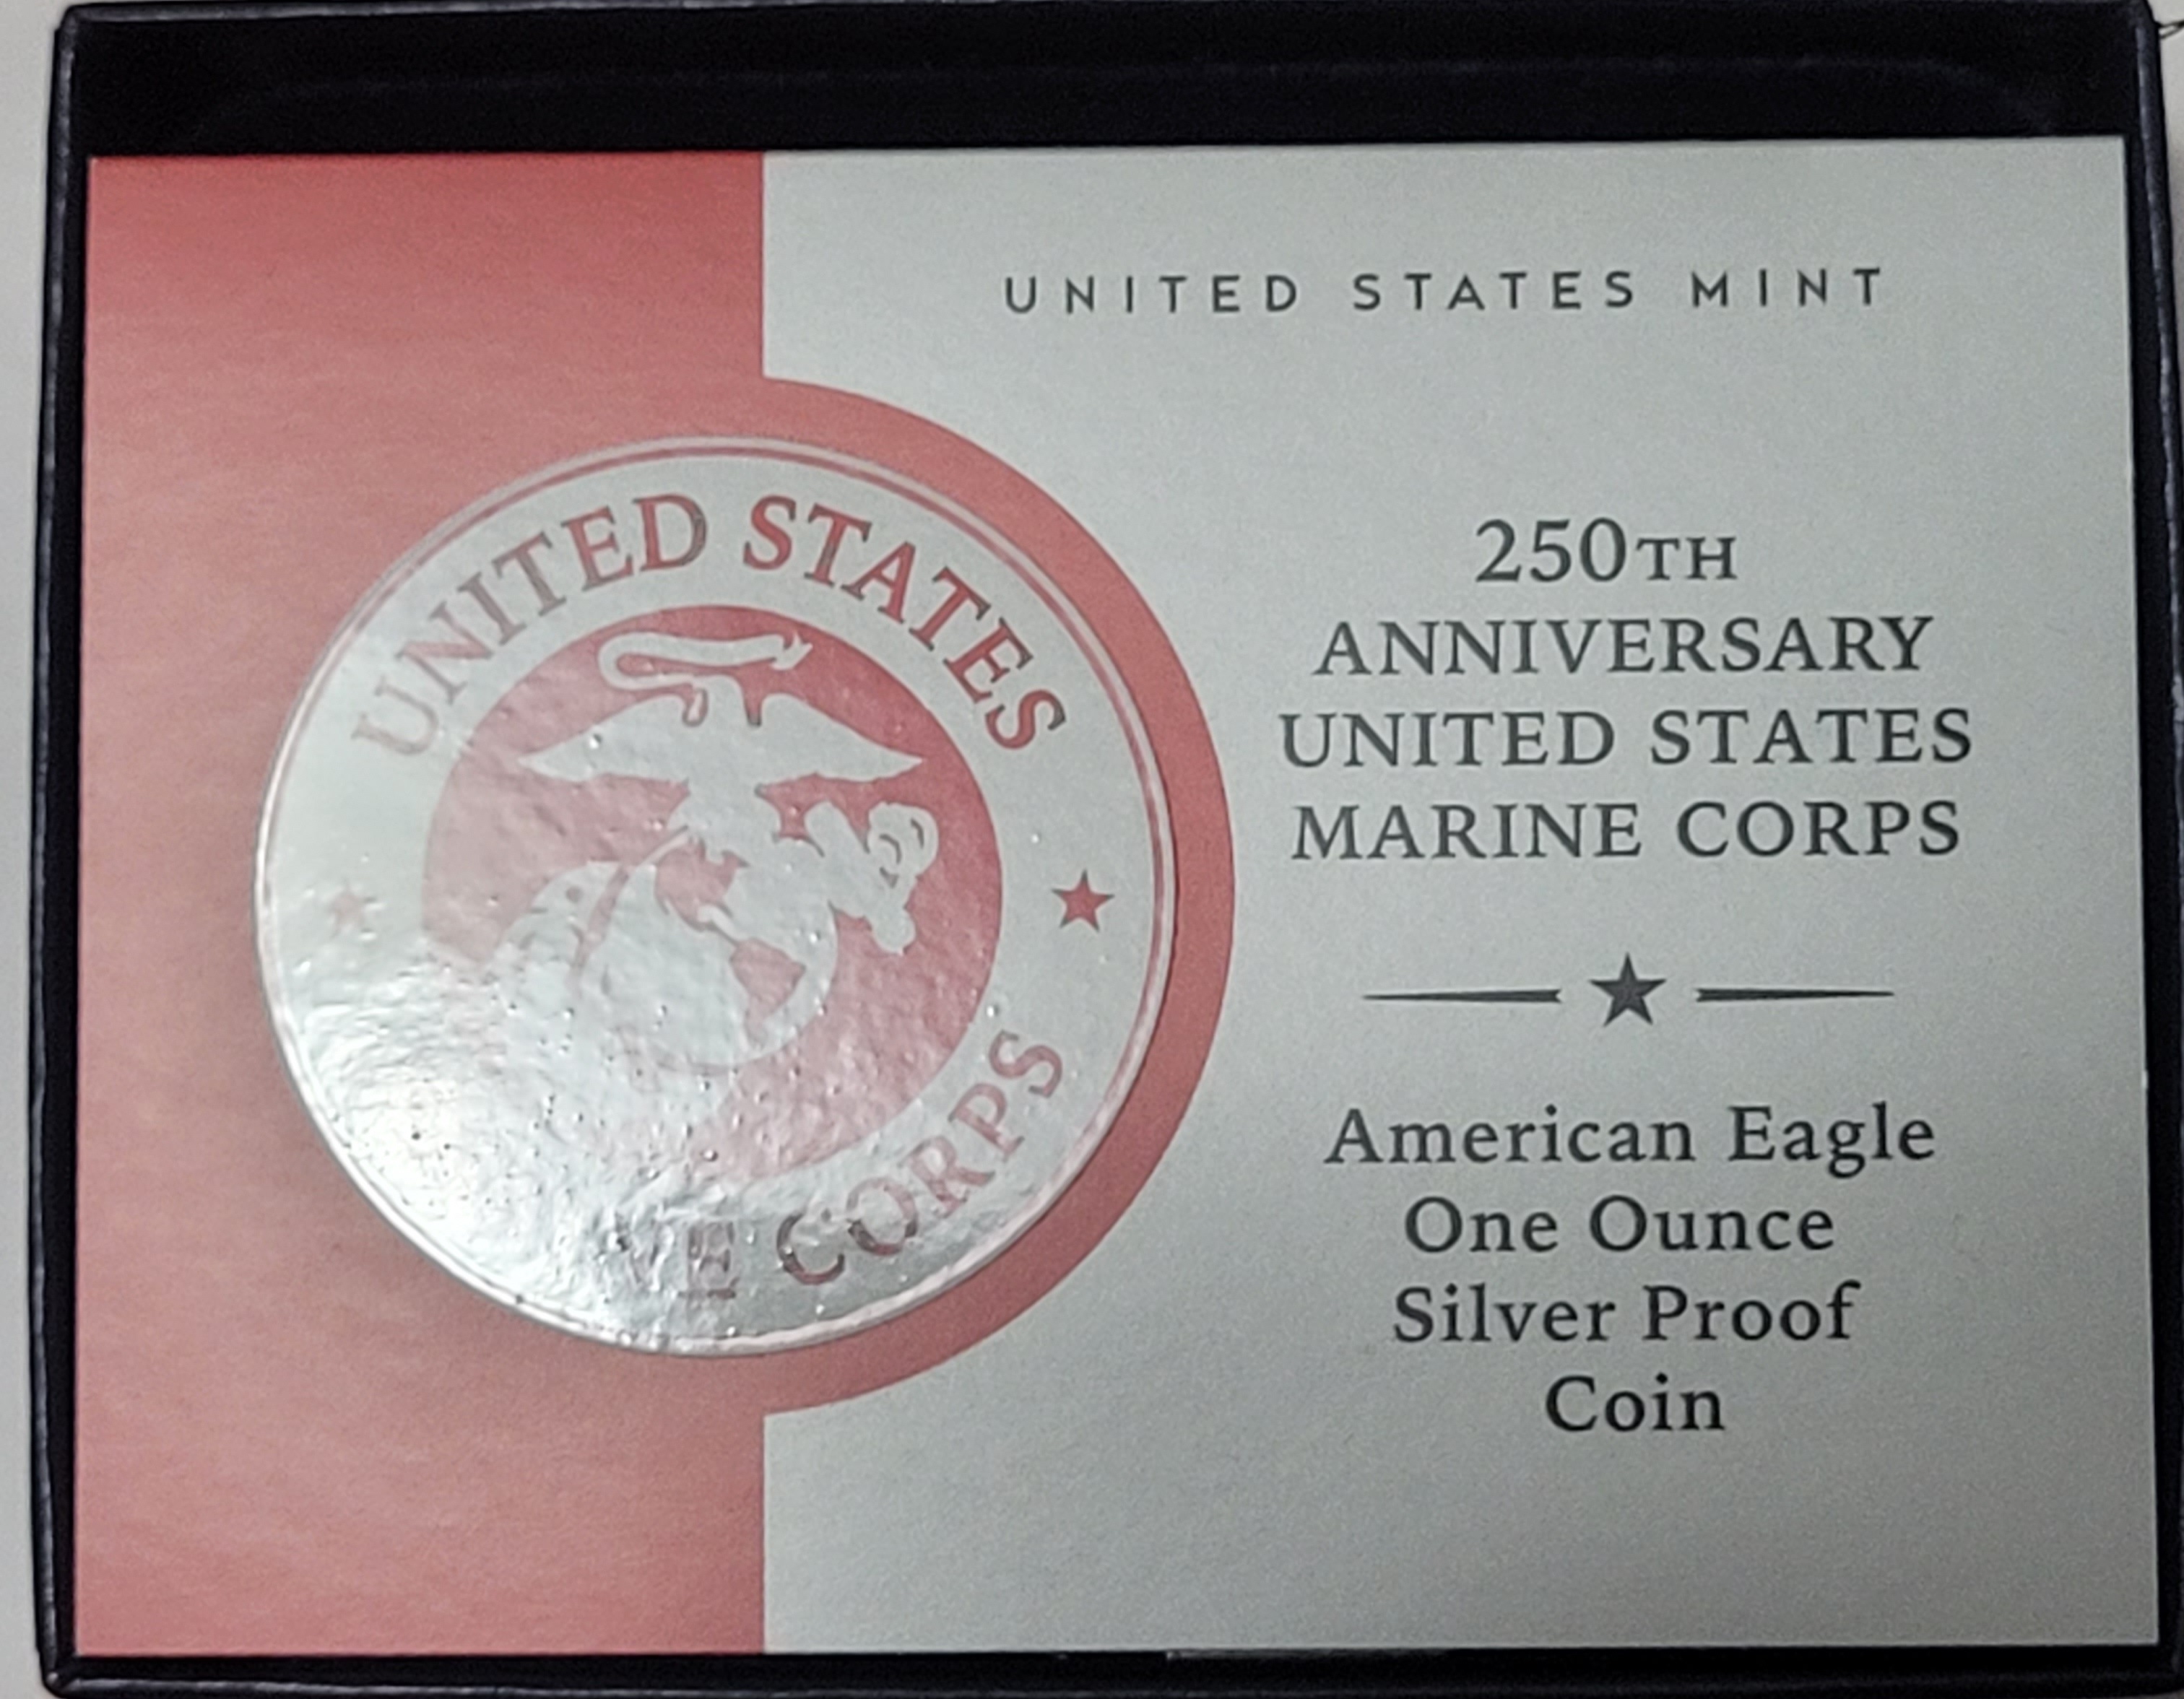 UNITED STATES MINT
UNITED STATES
CORPS
250TH
ANNIVERSARY
UNITED STATES
MARINE CORPS
American Eagle
One Ounce
Silver Proof
Coin